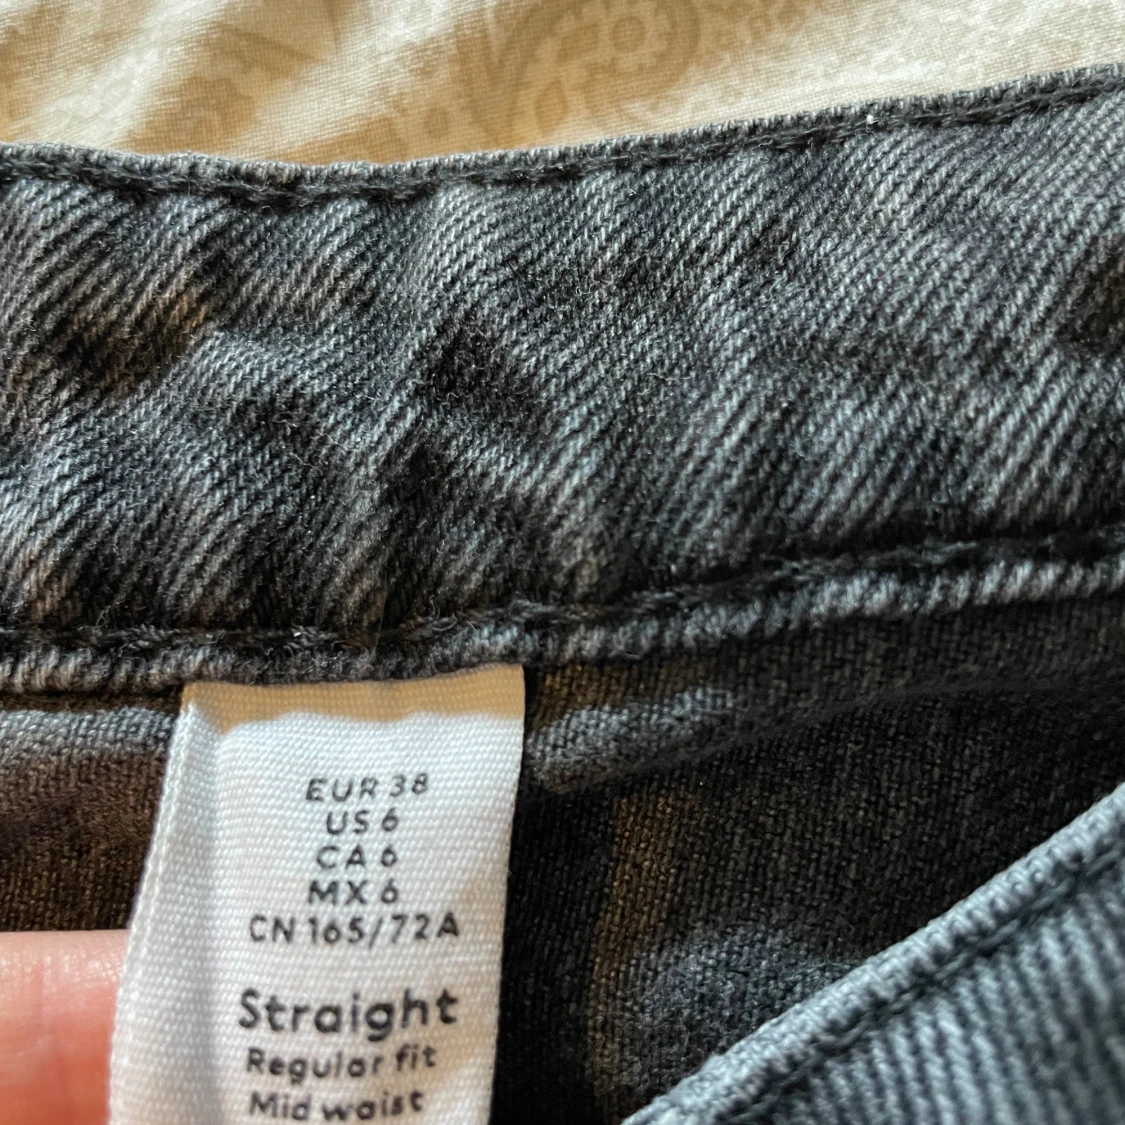 EUR 38
US 6
CA 6
MX 6
CN 165/72A
Straight
Regular fit
Mid waist